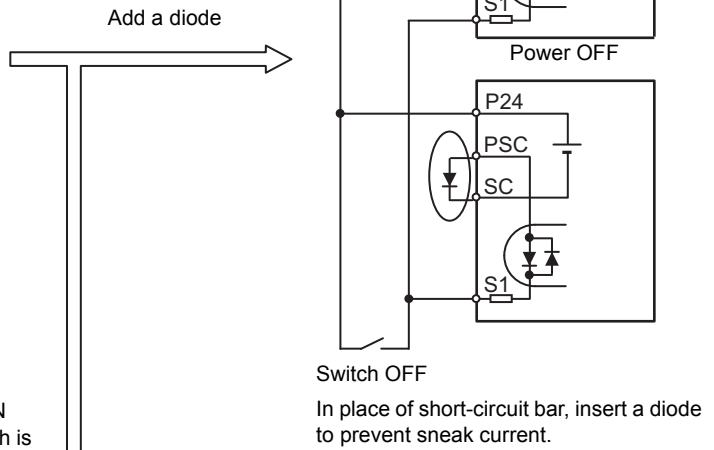 Add a diode
S1
Power OFF
P24
PSC
SC
S1
Switch OFF
In place of short-circuit bar, insert a diode
to prevent sneak current.
N
h is